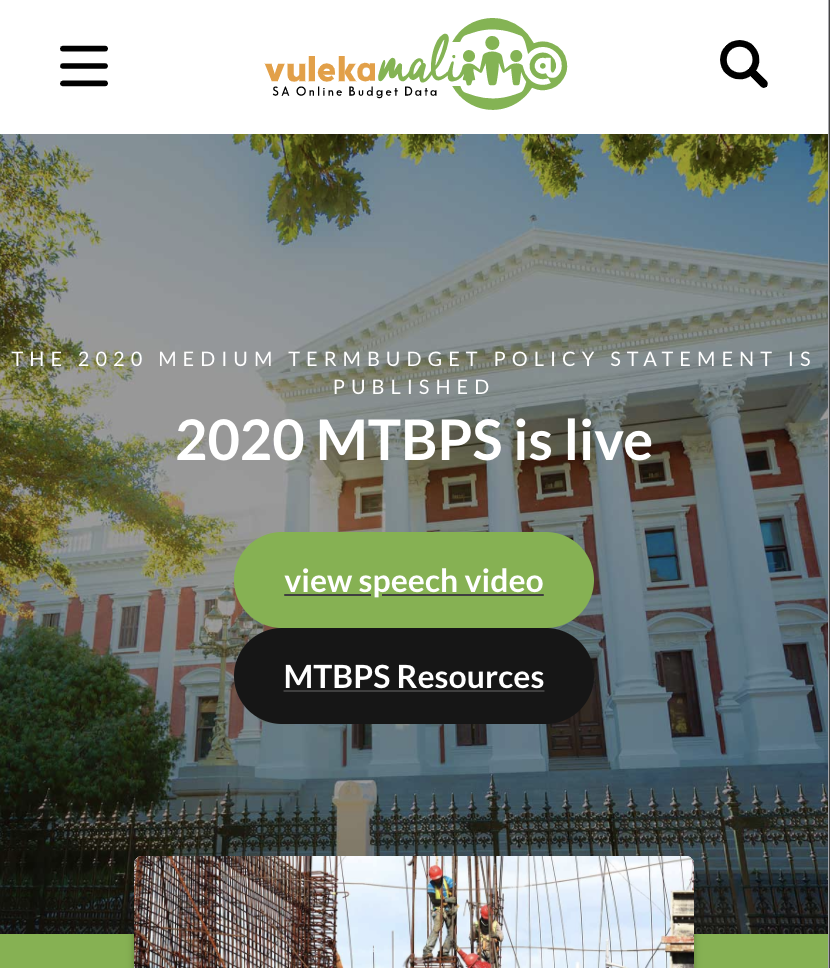 vulekamali @
SA Online Budget Data
THE 2020 MEDIUM TERMBUDGET POLICY STATEMENT IS
PUBLISHED
2020 MTBPS is live
view speech video
MTBPS Resources